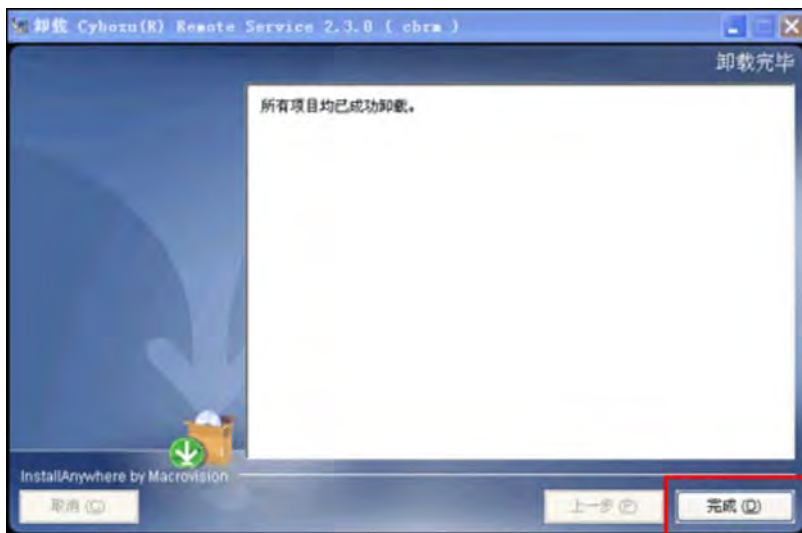 卸载 Cybozu(R) Remote Service 2.3.0 ( cbrm )
卸载完毕
所有项目均已成功卸载。
InstallAnywhere by Macrovision
取消 (C)
上一步 (P)
完成 (D)